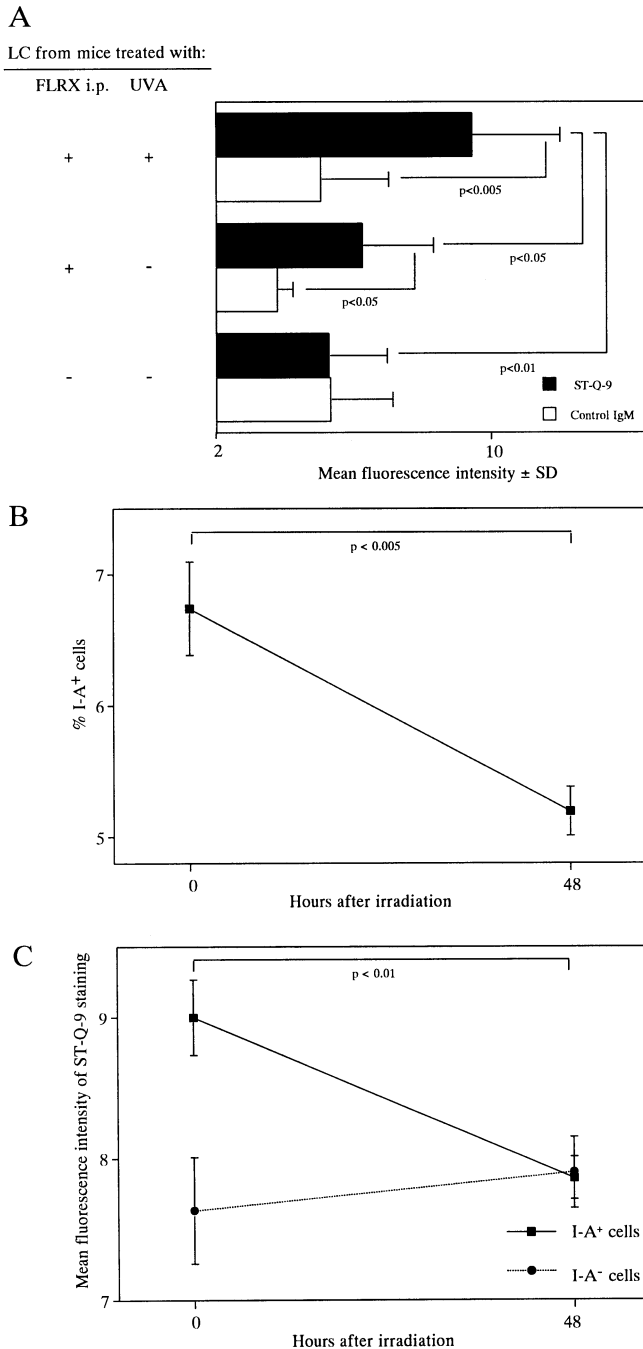 A
LC from mice treated with:
FLRX i.p. UVA
+ +
p<0.005
+ -
p<0.05
p<0.05
- -
p<0.01
ST-Q-9
Control IgM
2 10
Mean fluorescence intensity ± SD
B
p < 0.005
7
6
5
% I-A+ cells
0 48
Hours after irradiation
C
p < 0.01
9
8
7
Mean fluorescence intensity of ST-Q-9 staining
I-A+ cells
I-A- cells
0 48
Hours after irradiation